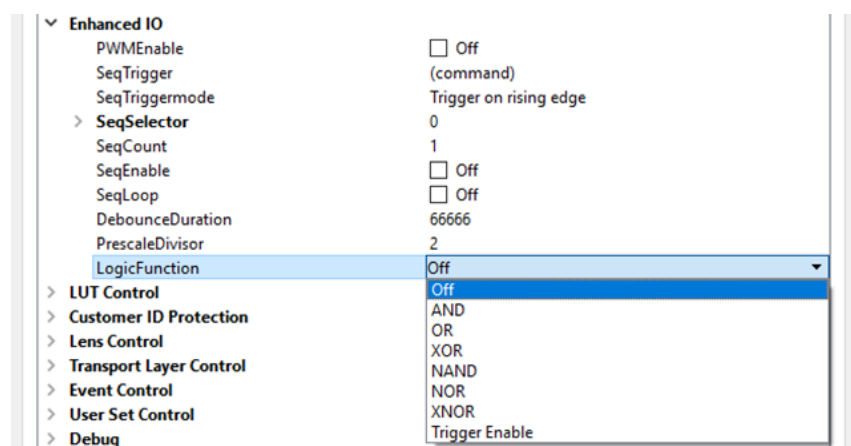 Enhanced IO
PWMEnable Off
SeqTrigger (command)
SeqTriggermode Trigger on rising edge
SeqSelector 0
SeqCount 1
SeqEnable Off
SeqLoop Off
DebounceDuration 66666
PrescaleDivisor 2
LogicFunction Off
LUT Control Off
Customer ID Protection AND
OR
Lens Control XOR
Transport Layer Control NAND
Event Control NOR
User Set Control XNOR
Debug Trigger Enable